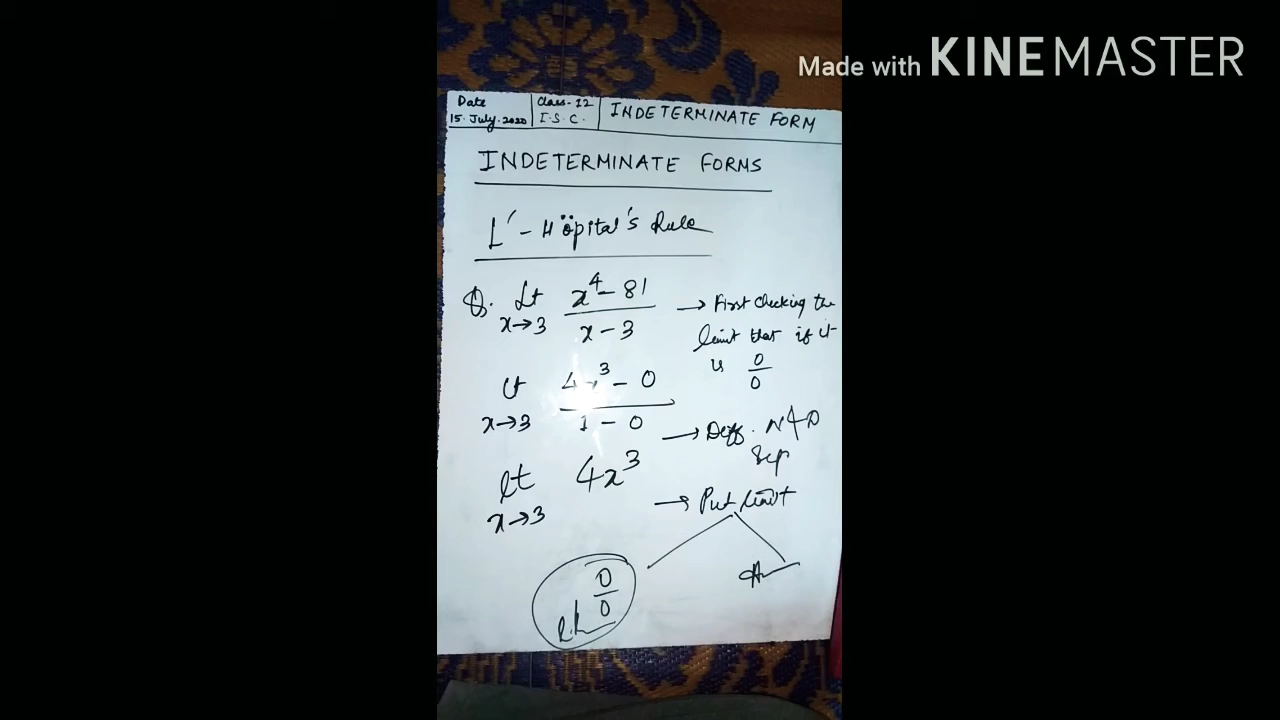 Made with KINEMASTER
Date
15. July. 2020
Class-12
I.S.C.
INDETERMINATE FORM
INDETERMINATE FORMS
L'-Höpital's Rule
Q. Lt x→3 x⁴-81 / x-3 → First checking the
limit that if it
is 0/0
Lt x→3 4x³-0 / 1-0 → Diff. N & D
Sep
Lt x→3 4x³ → Put limit
0/0